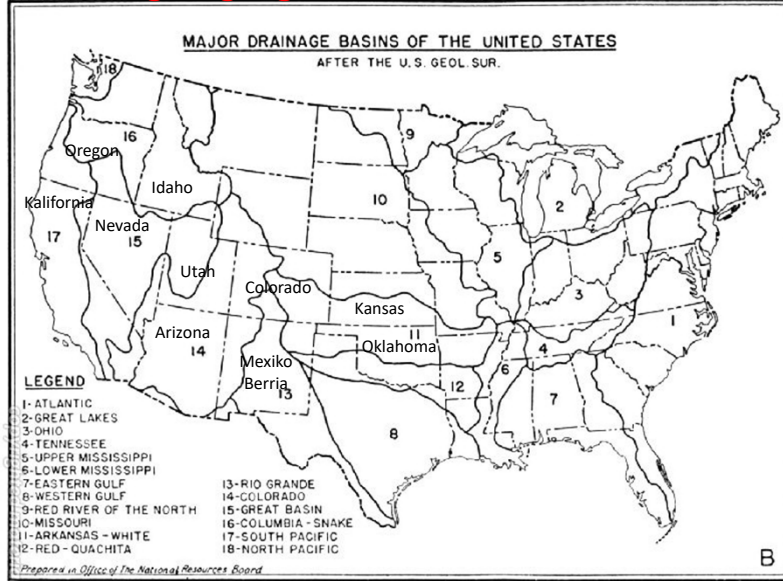 MAJOR DRAINAGE BASINS OF THE UNITED STATES
AFTER THE U.S. GEOL. SUR.
18
9
16
Oregon
Idaho
10
2
Kalifornia
Nevada
17
15
5
Utah
Colorado
3
Kansas
1
Arizona
11
14
Oklahoma
4
Mexiko
Berria
13
6
12
7
8
LEGEND
1-ATLANTIC
2-GREAT LAKES
3-OHIO
4-TENNESSEE
5-UPPER MISSISSIPPI
6-LOWER MISSISSIPPI
7-EASTERN GULF
8-WESTERN GULF
9-RED RIVER OF THE NORTH
10-MISSOURI
11-ARKANSAS-WHITE
12-RED-QUACHITA
13-RIO GRANDE
14-COLORADO
15-GREAT BASIN
16-COLUMBIA-SNAKE
17-SOUTH PACIFIC
18-NORTH PACIFIC
Prepared in Office of The National Resources Board
B